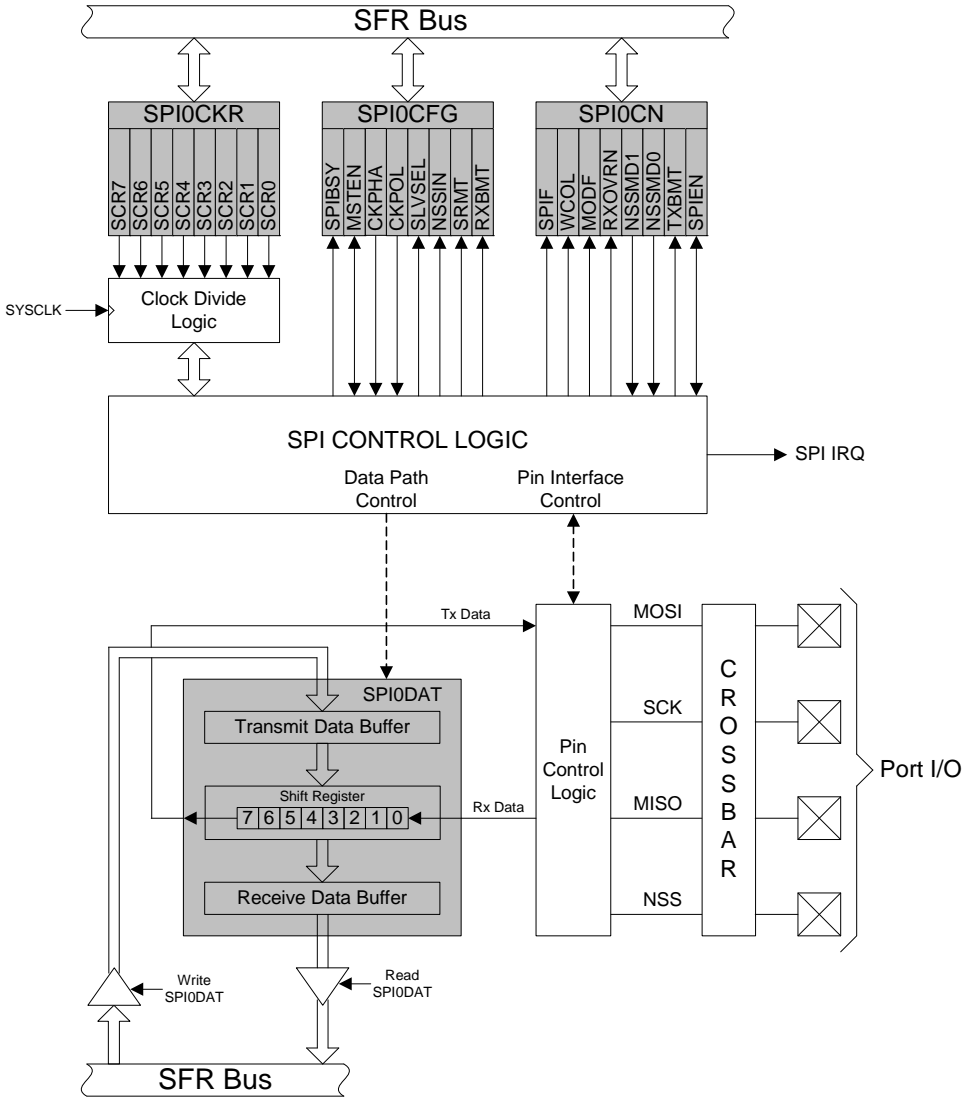 SFR Bus
SPI0CKR
SPI0CFG
SPI0CN
SCR7
SCR6
SCR5
SCR4
SCR3
SCR2
SCR1
SCR0
SPIBSY
MSTEN
CKPHA
CKPOL
SLVSEL
NSSIN
SRMT
RXBMT
SPIF
WCOL
MODF
RXOVRN
NSSMD1
NSSMD0
TXBMT
SPIEN
SYSCLK
Clock Divide
Logic
SPI CONTROL LOGIC
SPI IRQ
Data Path
Control
Pin Interface
Control
Tx Data
MOSI
SPI0DAT
Transmit Data Buffer
SCK
Pin
Control
Logic
CROSSBAR
Port I/O
Shift Register
7 6 5 4 3 2 1 0
Rx Data
MISO
Receive Data Buffer
NSS
Write
SPI0DAT
Read
SPI0DAT
SFR Bus